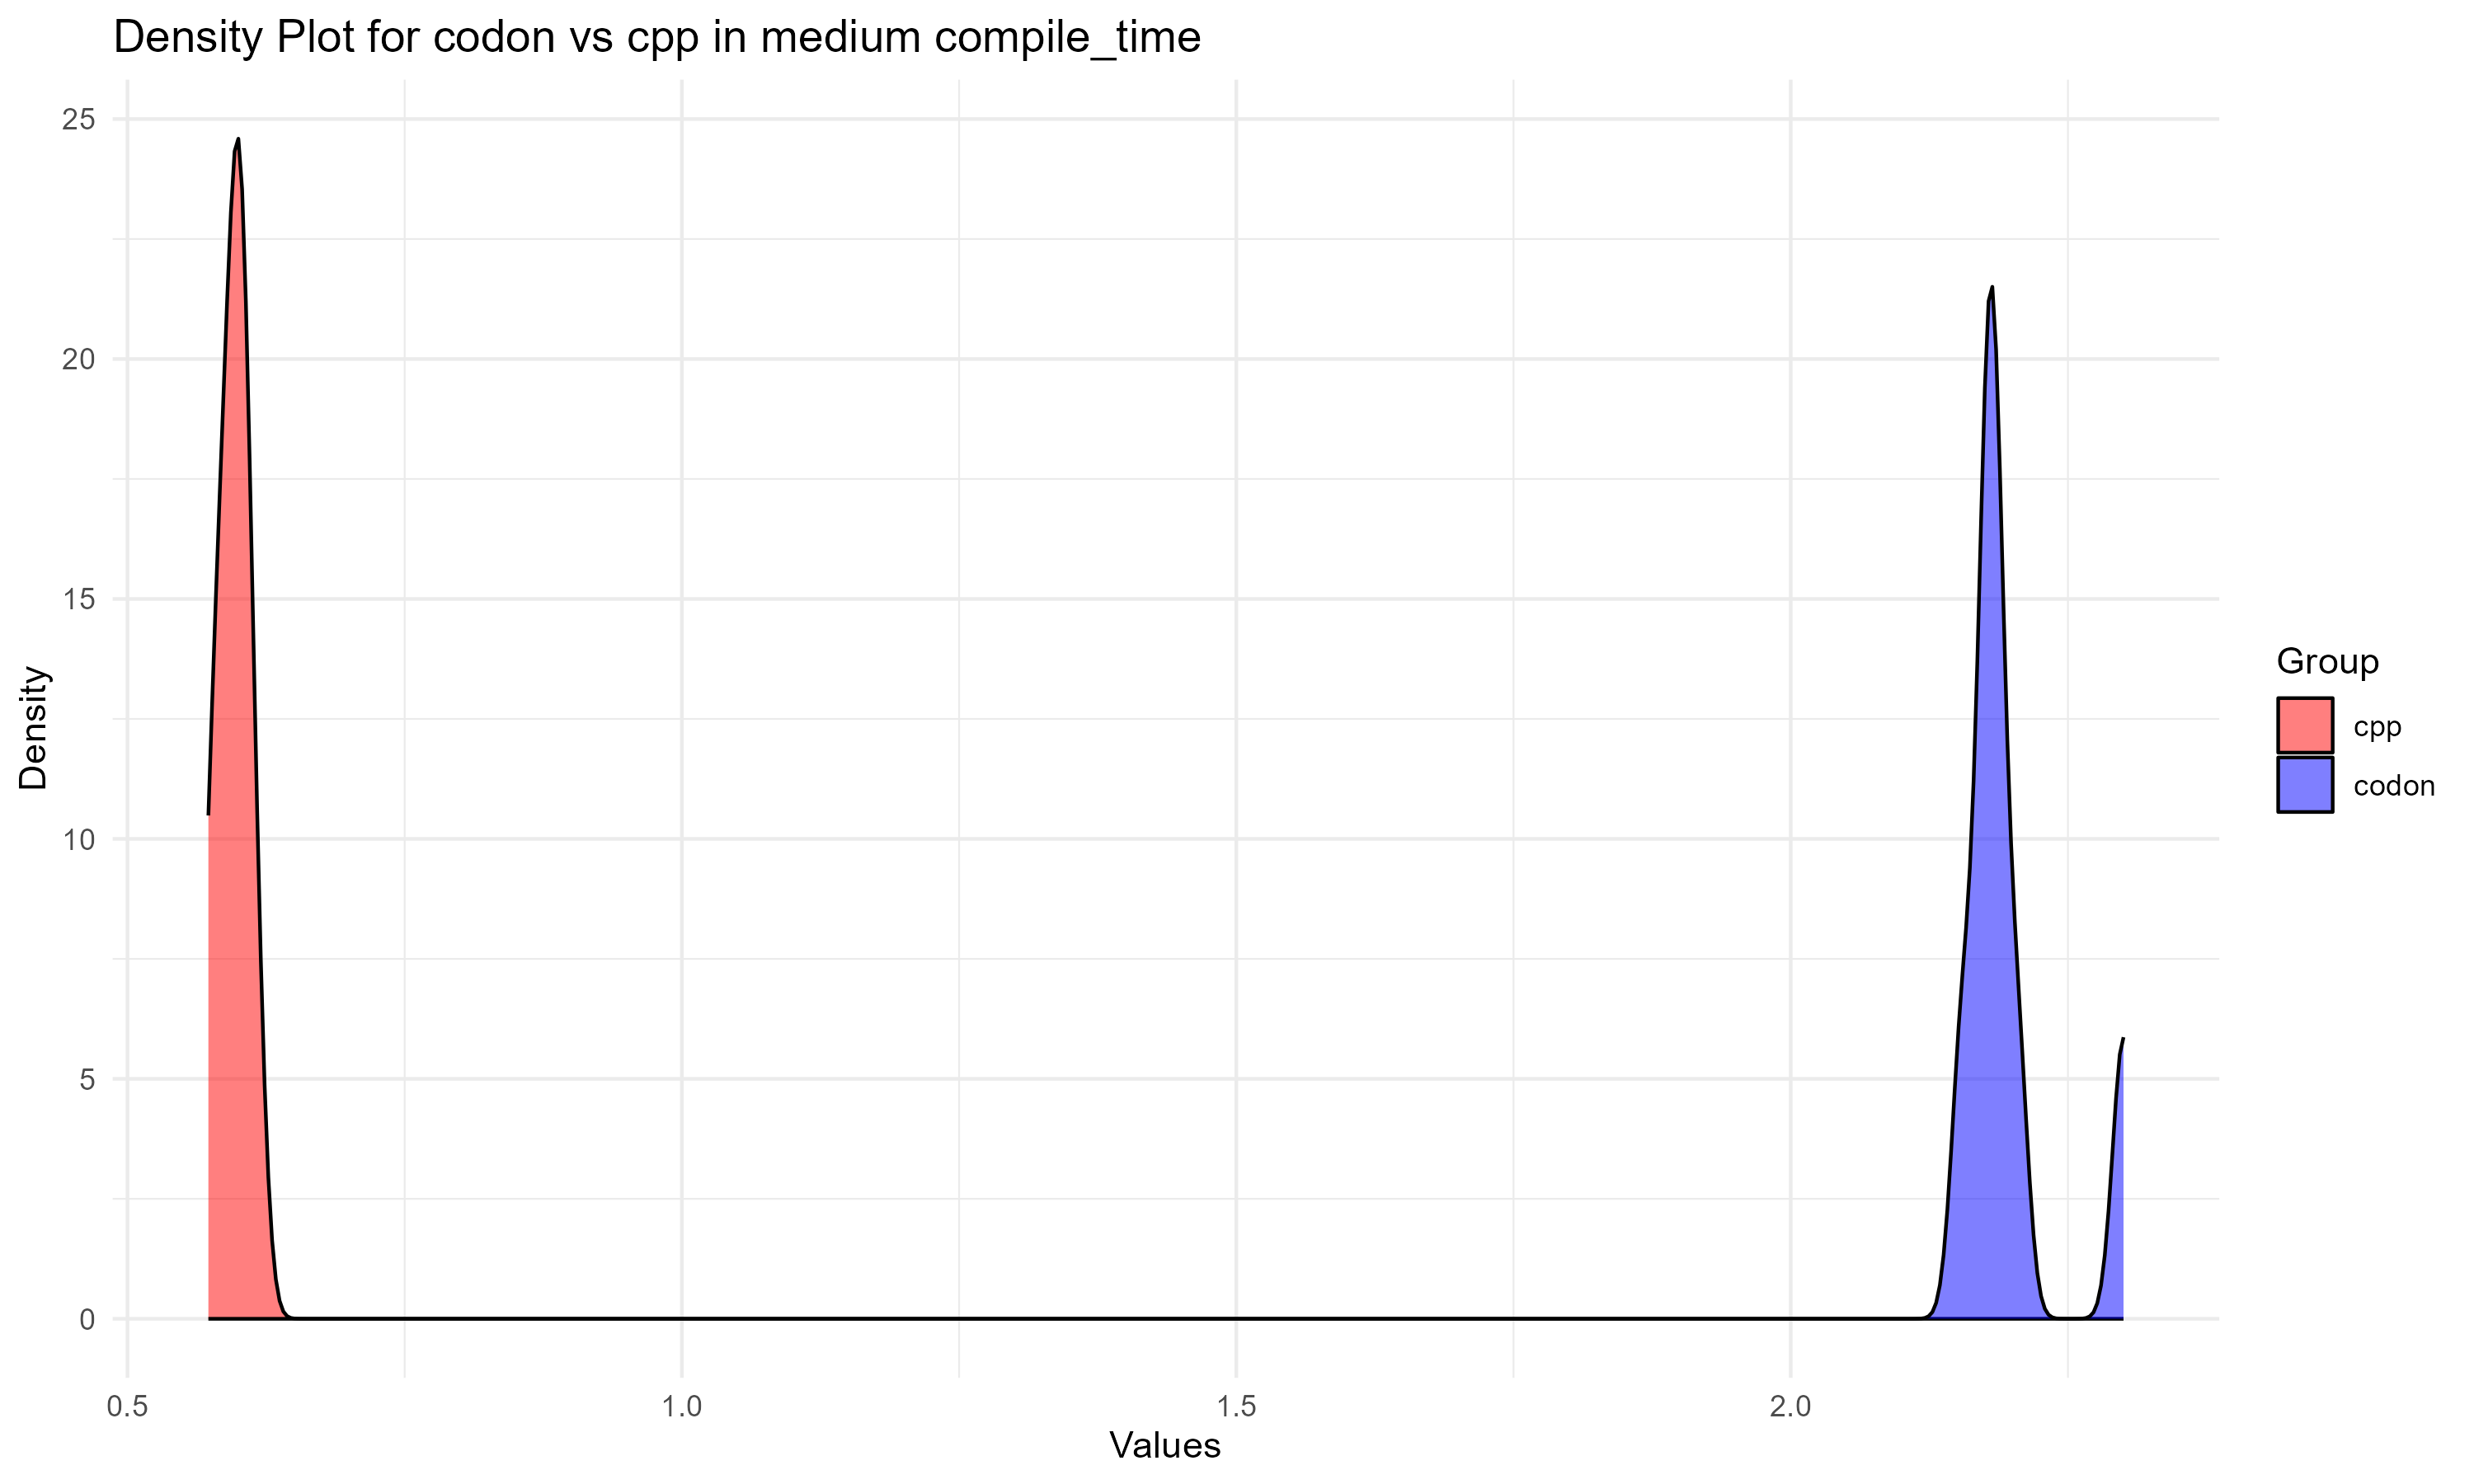 Density Plot for codon vs cpp in medium compile_time
25
20
15
10
5
0
Density
0.5 1.0 1.5 2.0
Values
Group
cpp
codon